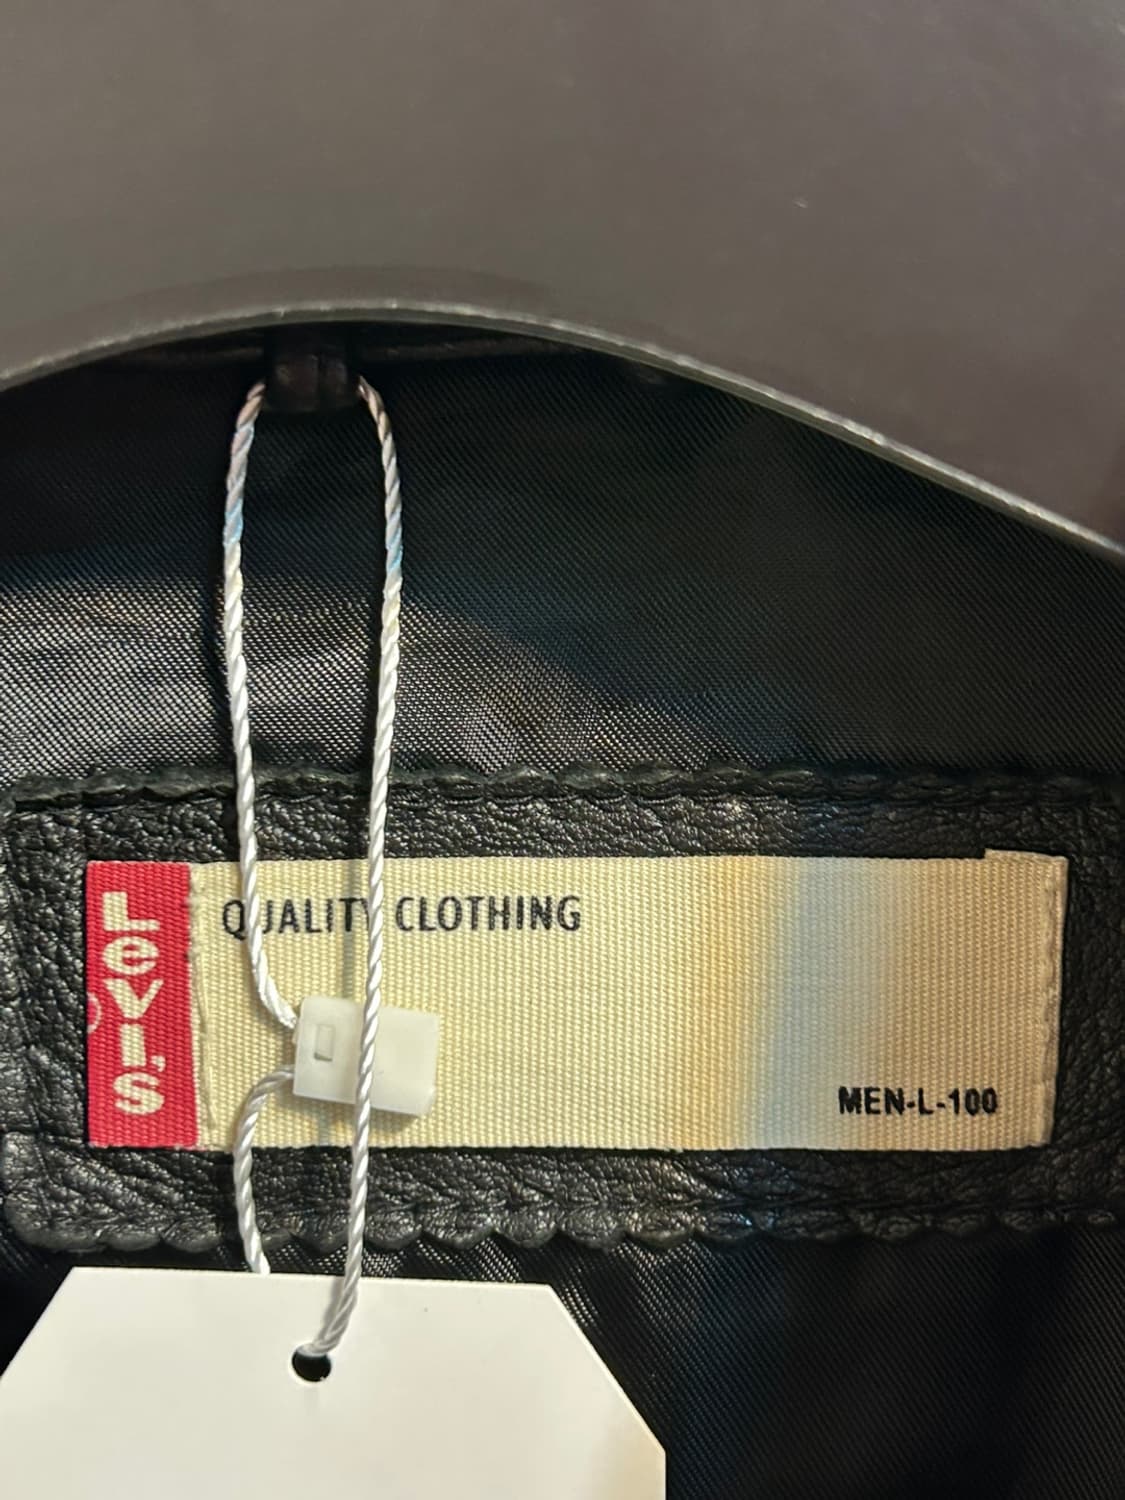 Levi's
QUALITY CLOTHING
MEN-L-100